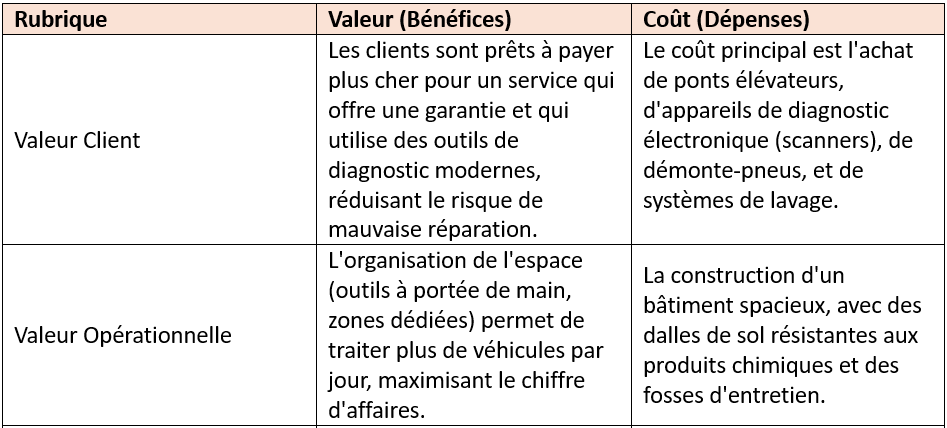 Rubrique
Valeur (Bénéfices)
Coût (Dépenses)
Valeur Client
Les clients sont prêts à payer
plus cher pour un service qui
offre une garantie et qui
utilise des outils de
diagnostic modernes,
réduisant le risque de
mauvaise réparation.
Le coût principal est l'achat
de ponts élévateurs,
d'appareils de diagnostic
électronique (scanners), de
démonte-pneus, et de
systèmes de lavage.
Valeur Opérationnelle
L'organisation de l'espace
(outils à portée de main,
zones dédiées) permet de
traiter plus de véhicules par
jour, maximisant le chiffre
d'affaires.
La construction d'un
bâtiment spacieux, avec des
dalles de sol résistantes aux
produits chimiques et des
fosses d'entretien.